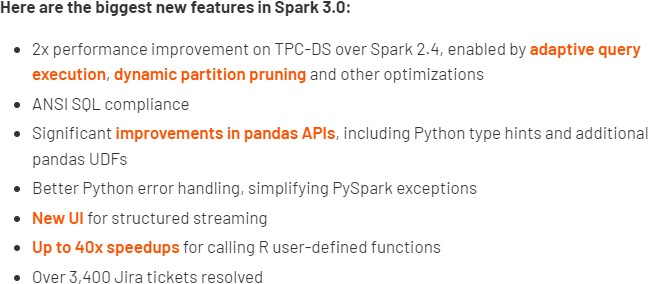 Here are the biggest new features in Spark 3.0:
• 2x performance improvement on TPC-DS over Spark 2.4, enabled by adaptive query
execution, dynamic partition pruning and other optimizations
• ANSI SQL compliance
• Significant improvements in pandas APIs, including Python type hints and additional
pandas UDFs
• Better Python error handling, simplifying PySpark exceptions
• New UI for structured streaming
• Up to 40x speedups for calling R user-defined functions
• Over 3,400 Jira tickets resolved